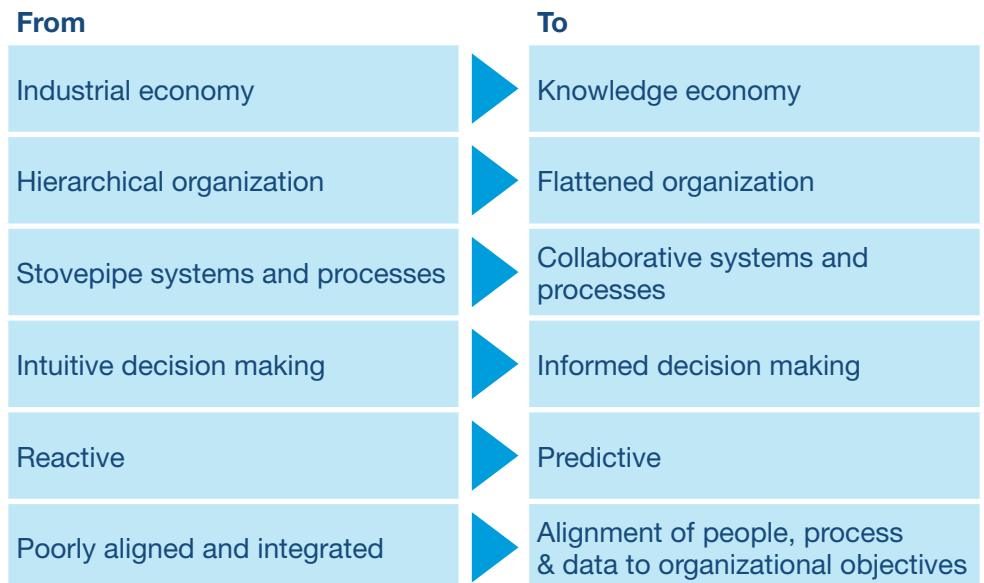 From
To
Industrial economy
Knowledge economy
Hierarchical organization
Flattened organization
Stovepipe systems and processes
Collaborative systems and
processes
Intuitive decision making
Informed decision making
Reactive
Predictive
Poorly aligned and integrated
Alignment of people, process
& data to organizational objectives